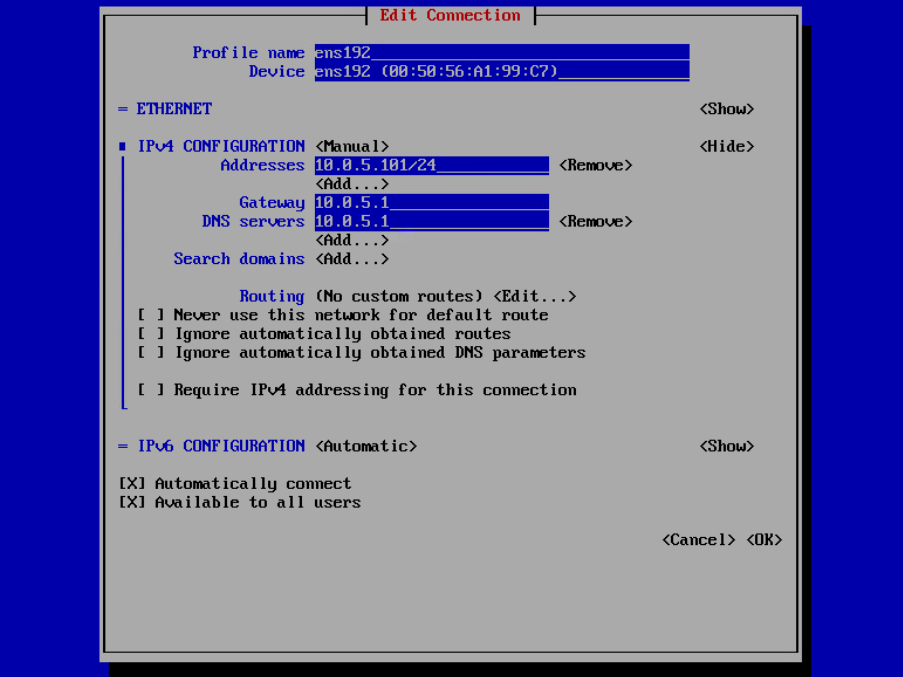 Edit Connection
Profile name ens192
Device ens192 (00:50:56:A1:99:C7)
= ETHERNET <Show>
IPv4 CONFIGURATION <Manual> <Hide>
Addresses 10.0.5.101/24 <Remove>
<Add...>
Gateway 10.0.5.1
DNS servers 10.0.5.1 <Remove>
<Add...>
Search domains <Add...>
Routing (No custom routes) <Edit...>
[ ] Never use this network for default route
[ ] Ignore automatically obtained routes
[ ] Ignore automatically obtained DNS parameters
[ ] Require IPv4 addressing for this connection
= IPv6 CONFIGURATION <Automatic> <Show>
[X] Automatically connect
[X] Available to all users
<Cancel> <OK>